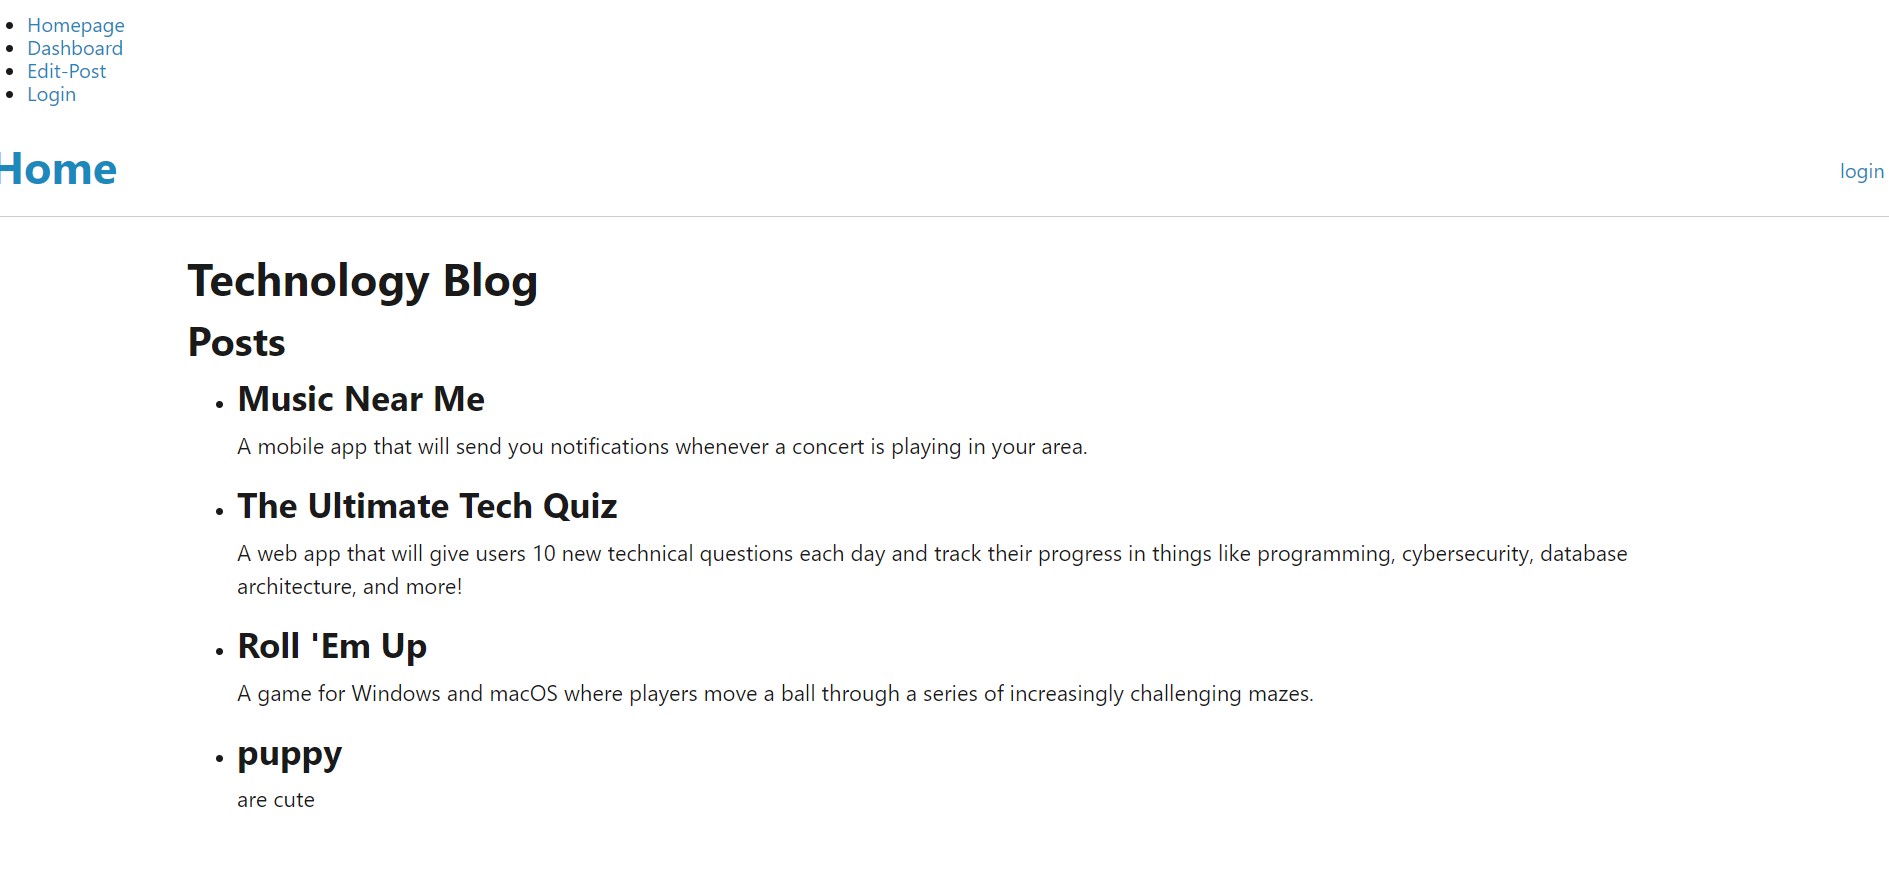 Homepage
Dashboard
Edit-Post
Login
Home
login
Technology Blog
Posts
Music Near Me
A mobile app that will send you notifications whenever a concert is playing in your area.
The Ultimate Tech Quiz
A web app that will give users 10 new technical questions each day and track their progress in things like programming, cybersecurity, database
architecture, and more!
Roll 'Em Up
A game for Windows and macOS where players move a ball through a series of increasingly challenging mazes.
puppy
are cute